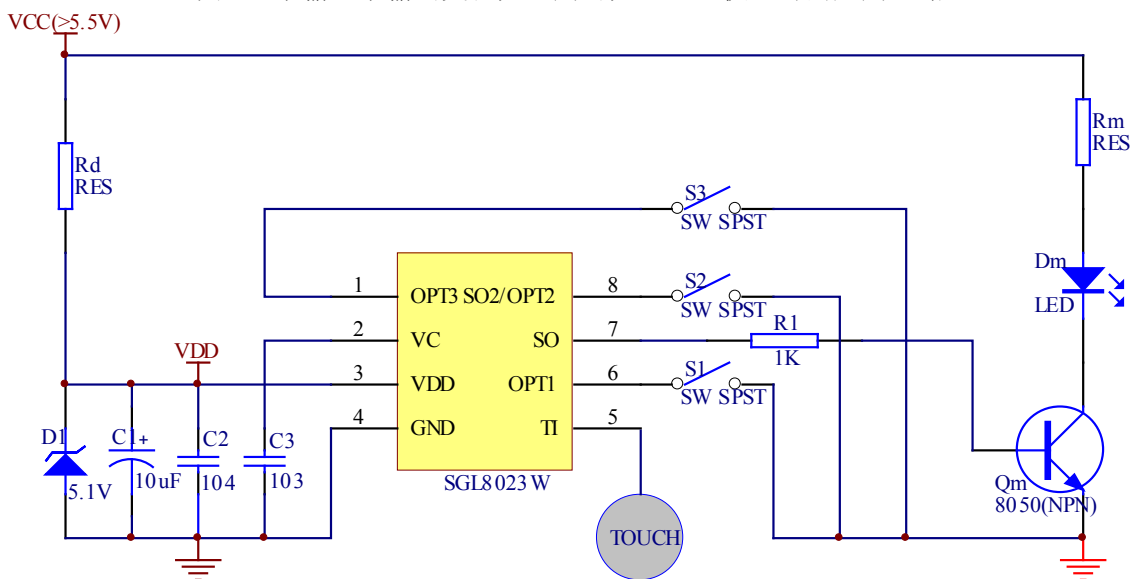 VCC(>5.5V)
Rd
RES
Rm
RES
S3
SW SPST
Dm
LED
1
OPT3
SO2/OPT2
8
S2
SW SPST
2
VC
SO
7
R1
1K
VDD
3
VDD
OPT1
6
S1
SW SPST
4
GND
TI
5
D1
5.1V
C1+
10uF
C2
104
C3
103
SGL8023W
TOUCH
Qm
8050(NPN)